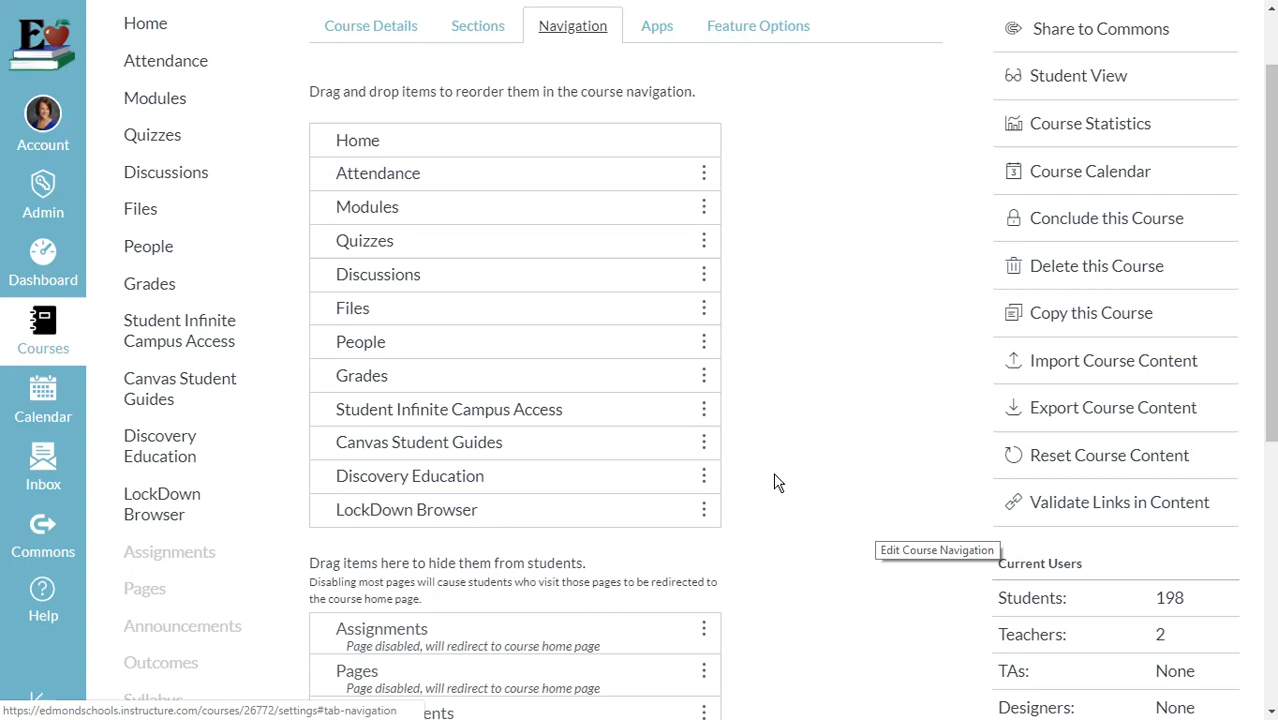 Account
Admin
Dashboard
Courses
Calendar
Inbox
Commons
Help
Home
Attendance
Modules
Quizzes
Discussions
Files
People
Grades
Student Infinite
Campus Access
Canvas Student
Guides
Discovery
Education
LockDown
Browser
Assignments
Pages
Announcements
Outcomes
Syllabus
Course Details
Sections
Navigation
Apps
Feature Options
Drag and drop items to reorder them in the course navigation.
Home
Attendance
Modules
Quizzes
Discussions
Files
People
Grades
Student Infinite Campus Access
Canvas Student Guides
Discovery Education
LockDown Browser
Drag items here to hide them from students.
Disabling most pages will cause students who visit those pages to be redirected to
the course home page.
Assignments
Page disabled, will redirect to course home page
Pages
Page disabled, will redirect to course home page
Share to Commons
Student View
Course Statistics
3 Course Calendar
Conclude this Course
Delete this Course
Copy this Course
Import Course Content
Export Course Content
Reset Course Content
Validate Links in Content
Edit Course Navigation
Current Users
Students: 198
Teachers: 2
TAs: None
Designers: None
https://edmondschools.instructure.com/courses/26772/settings#tab-navigation